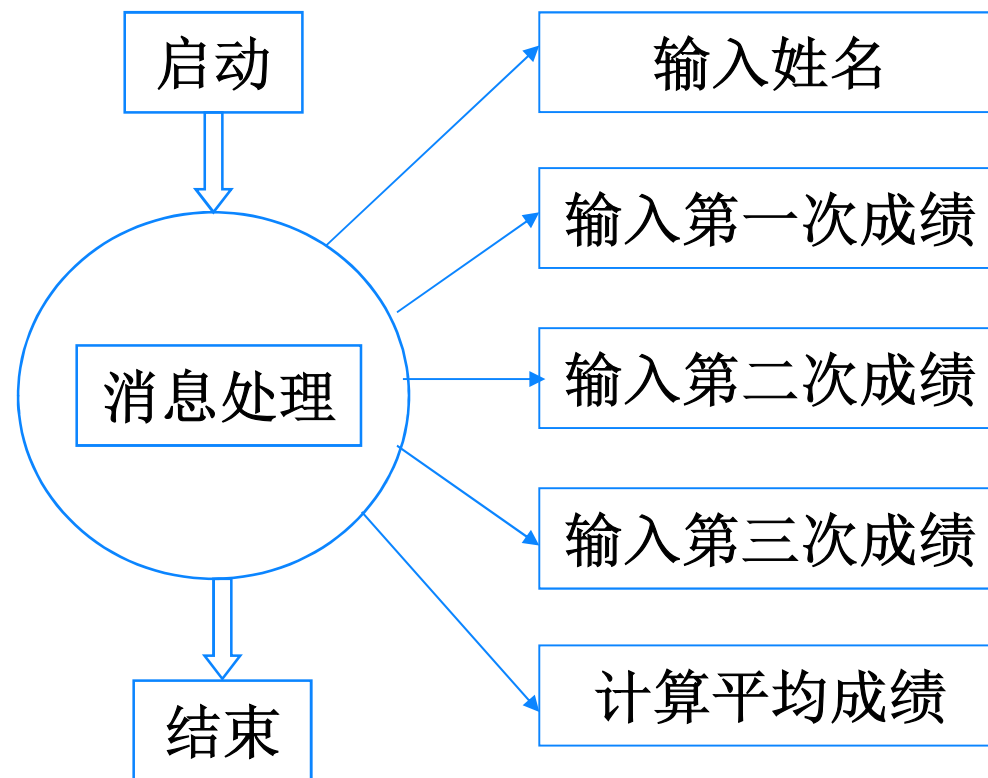 启动
消息处理
结束
输入姓名
输入第一次成绩
输入第二次成绩
输入第三次成绩
计算平均成绩